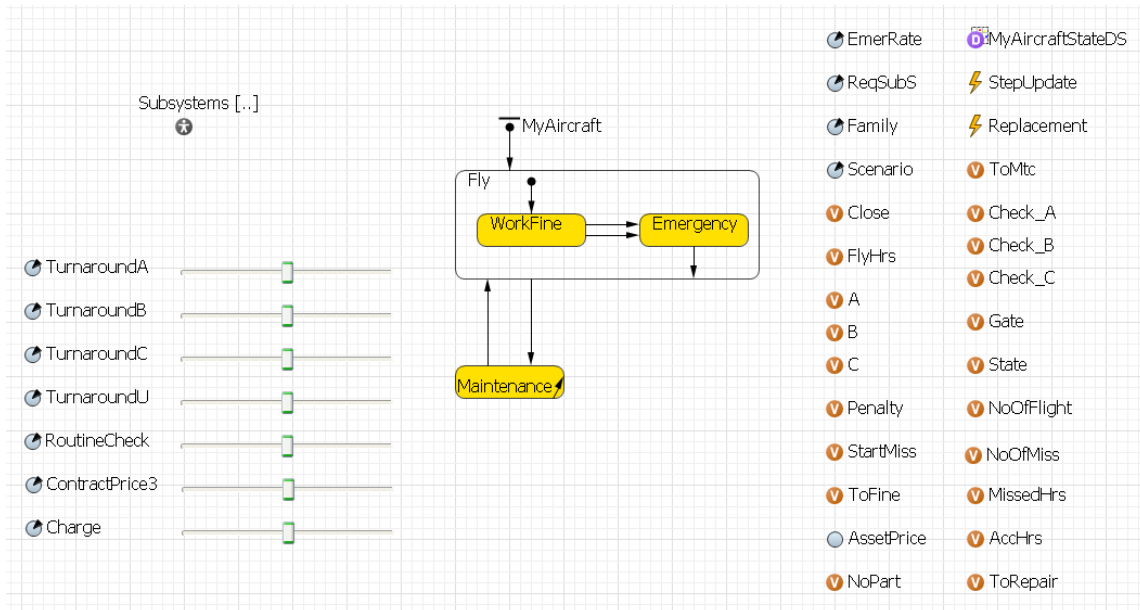 Subsystems [..]
TurnaroundA
TurnaroundB
TurnaroundC
TurnaroundU
RoutineCheck
ContractPrice3
Charge
MyAircraft
Fly
WorkFine
Emergency
Maintenance
EmerRate
ReqSubS
Family
Scenario
Close
FlyHrs
A
B
C
Penalty
StartMiss
ToFine
AssetPrice
NoPart
MyAircraftStateDS
StepUpdate
Replacement
ToMtc
Check_A
Check_B
Check_C
Gate
State
NoOfFlight
NoOfMiss
MissedHrs
AccHrs
ToRepair